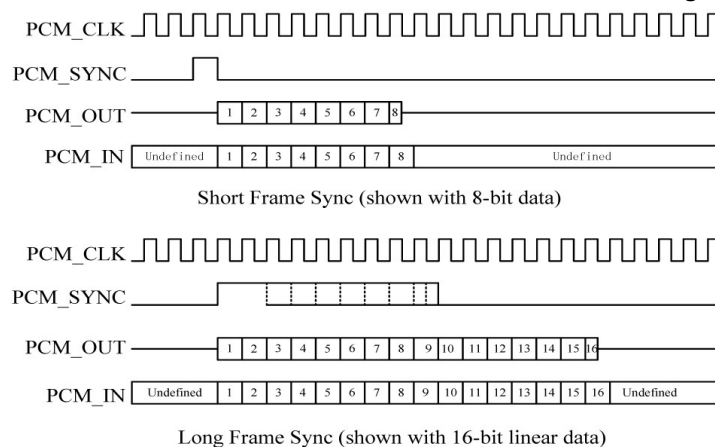 PCM_CLK
PCM_SYNC
PCM_OUT 1 2 3 4 5 6 7 8
PCM_IN Undefined 1 2 3 4 5 6 7 8 Undefined
Short Frame Sync (shown with 8-bit data)
PCM_CLK
PCM_SYNC
PCM_OUT 1 2 3 4 5 6 7 8 9 10 11 12 13 14 15 16
PCM_IN Undefined 1 2 3 4 5 6 7 8 9 10 11 12 13 14 15 16 Undefined
Long Frame Sync (shown with 16-bit linear data)